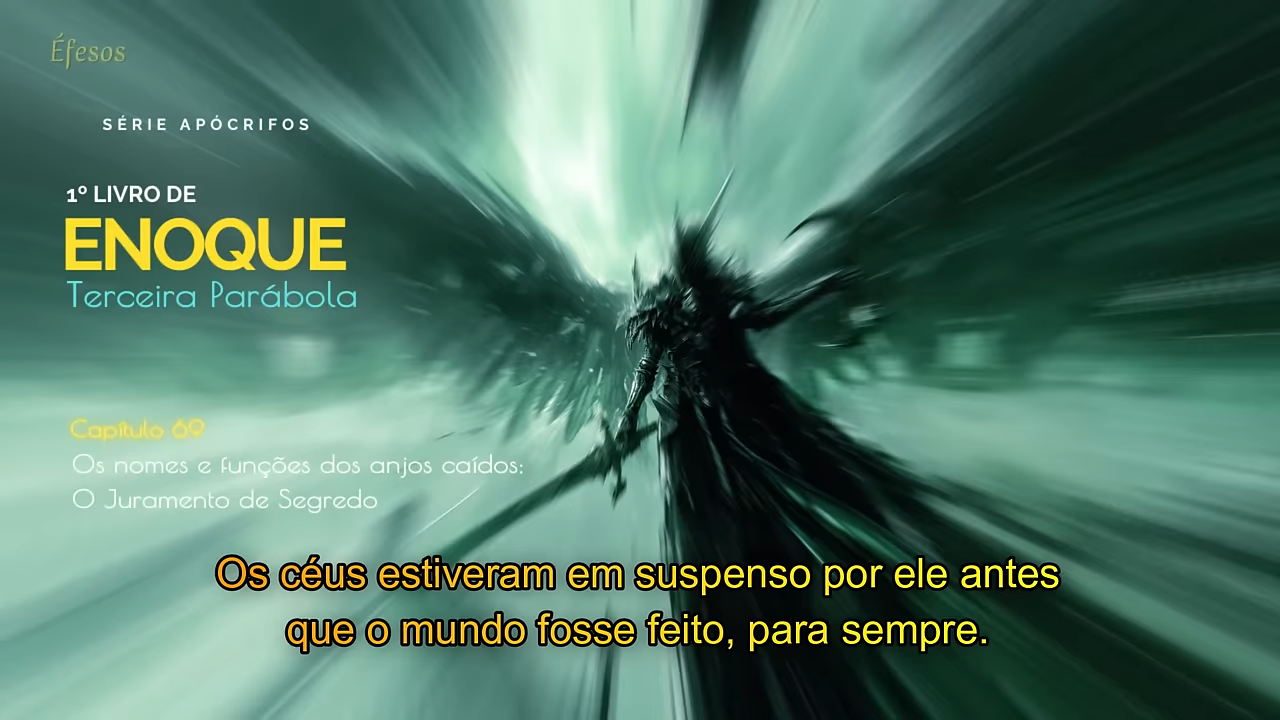 Éfesos
SÉRIE APÓCRIFOS
1º LIVRO DE
ENOQUE
Terceira Parábola
Capítulo 69
Os nomes e funções dos anjos caídos;
O Juramento de Segredo
Os céus estiveram em suspenso por ele antes
que o mundo fosse feito, para sempre.